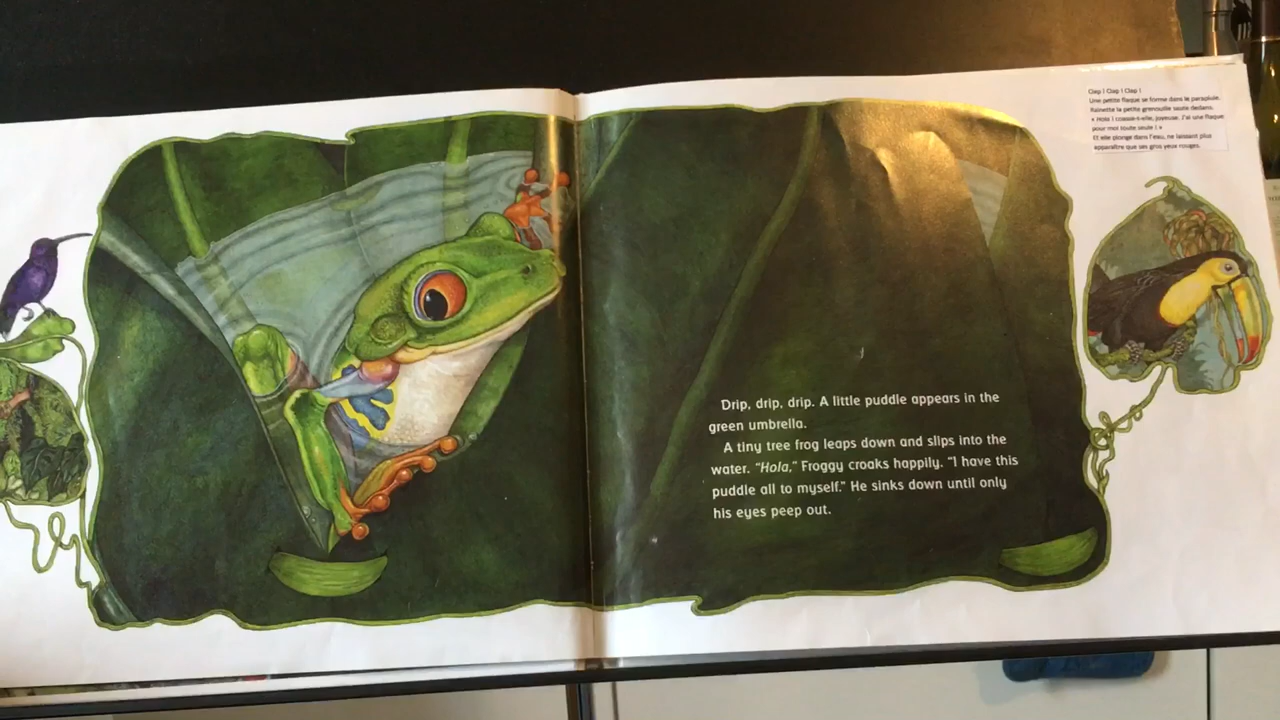 Clap ! Clap ! Clap !
Une petite flaque se forme dans le parapluie.
Rainette la petite grenouille saute dedans.
« Hola ! coasse-t-elle, joyeuse. J'ai une flaque
pour moi toute seule ! »
Et elle plonge dans l'eau, ne laissant plus
apparaître que ses gros yeux rouges.
Drip, drip, drip. A little puddle appears in the
green umbrella.
A tiny tree frog leaps down and slips into the
water. "Hola," Froggy croaks happily. "I have this
puddle all to myself." He sinks down until only
his eyes peep out.